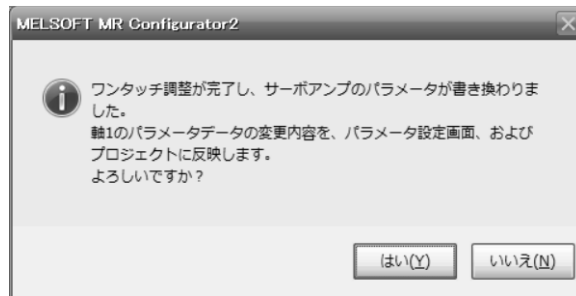 MELSOFT MR Configurator2
ワンタッチ調整が完了し、サーボアンプのパラメータが書き換わりま
した。
軸1のパラメータデータの変更内容を、パラメータ設定画面、および
プロジェクトに反映します。
よろしいですか？
はい(Y) いいえ(N)